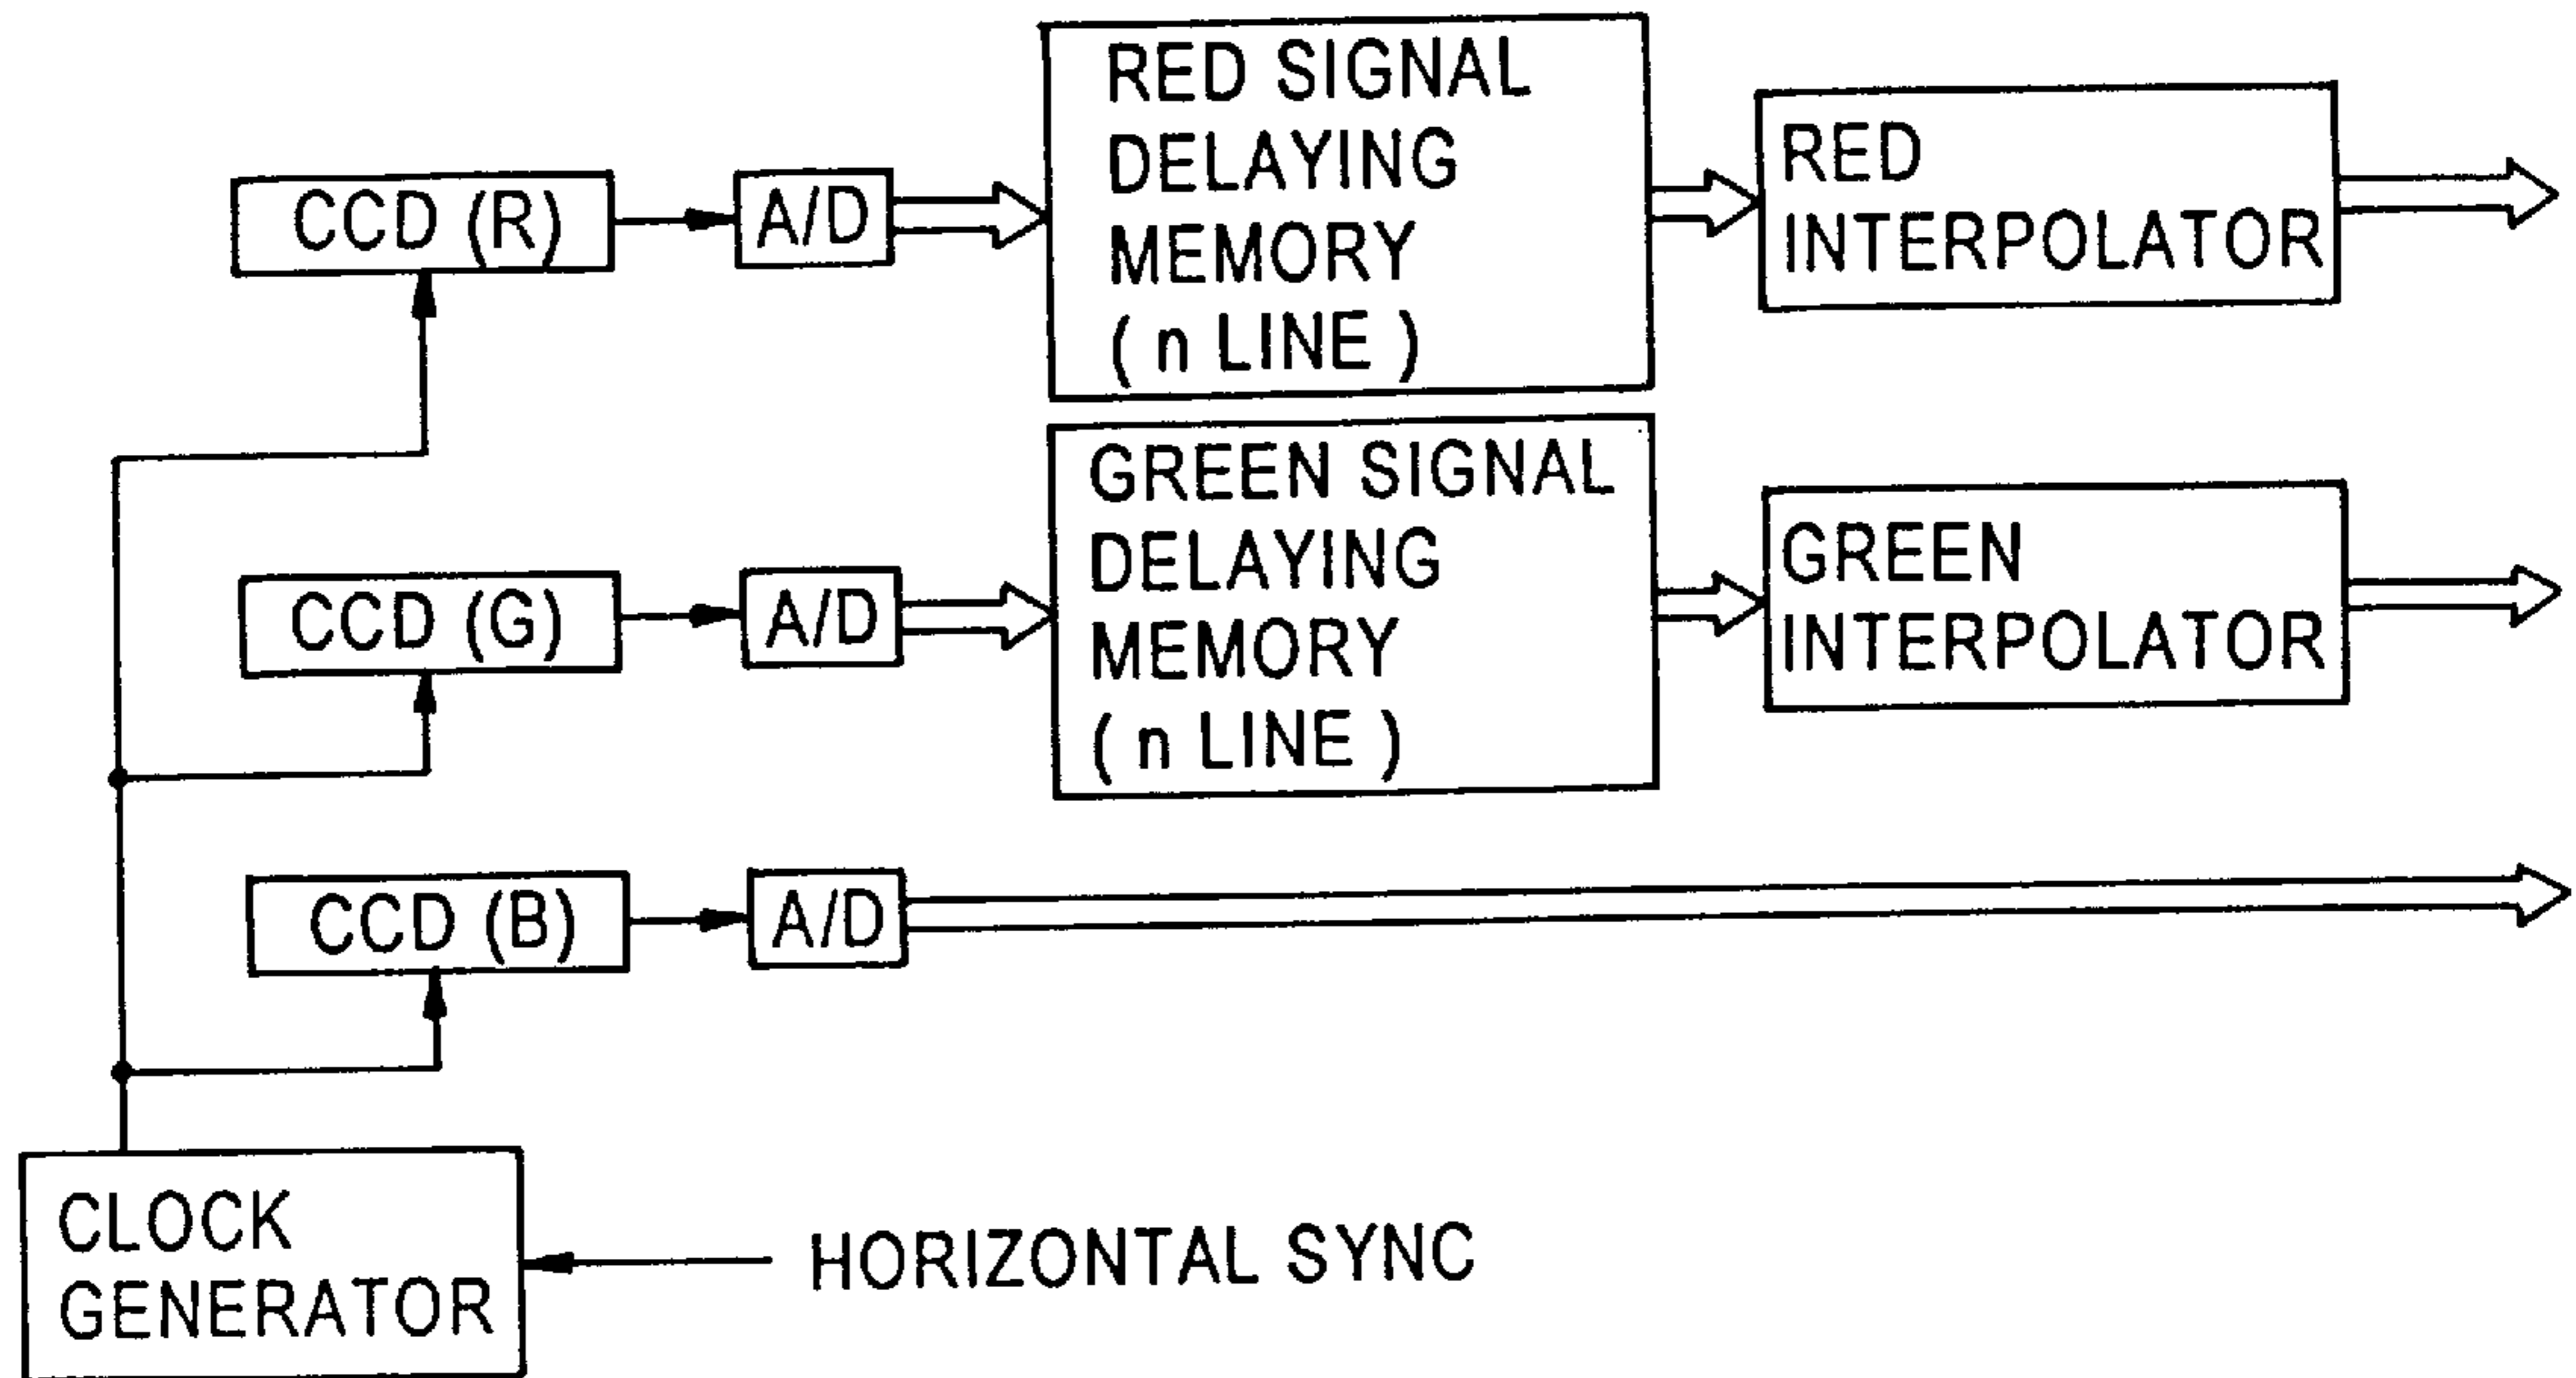 RED SIGNAL
DELAYING
MEMORY
( n LINE )
RED
INTERPOLATOR
CCD (R)
A/D
GREEN SIGNAL
DELAYING
MEMORY
( n LINE )
GREEN
INTERPOLATOR
CCD (G)
A/D
CCD (B)
A/D
CLOCK
GENERATOR
HORIZONTAL SYNC